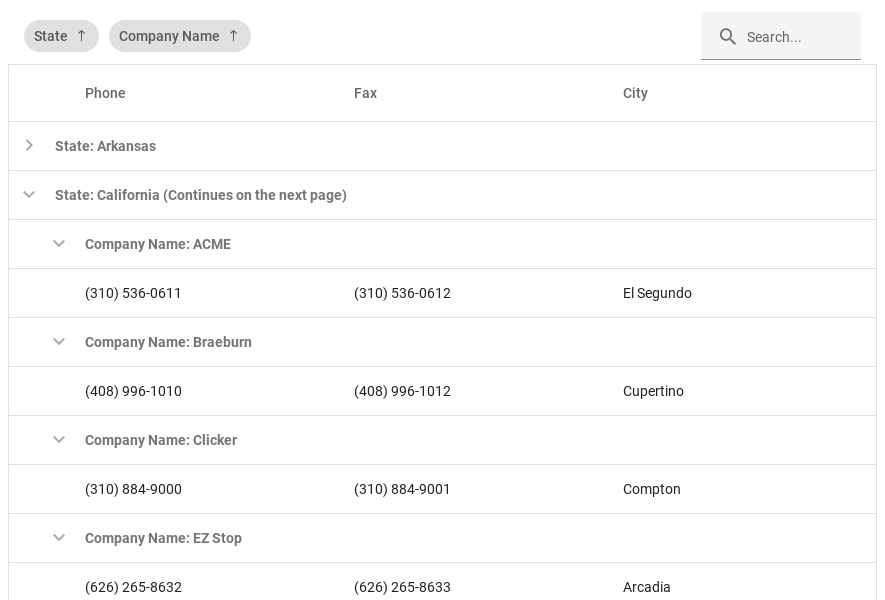 State ↑ Company Name ↑ Search...
Phone Fax City
State: Arkansas
State: California (Continues on the next page)
Company Name: ACME
(310) 536-0611 (310) 536-0612 El Segundo
Company Name: Braeburn
(408) 996-1010 (408) 996-1012 Cupertino
Company Name: Clicker
(310) 884-9000 (310) 884-9001 Compton
Company Name: EZ Stop
(626) 265-8632 (626) 265-8633 Arcadia